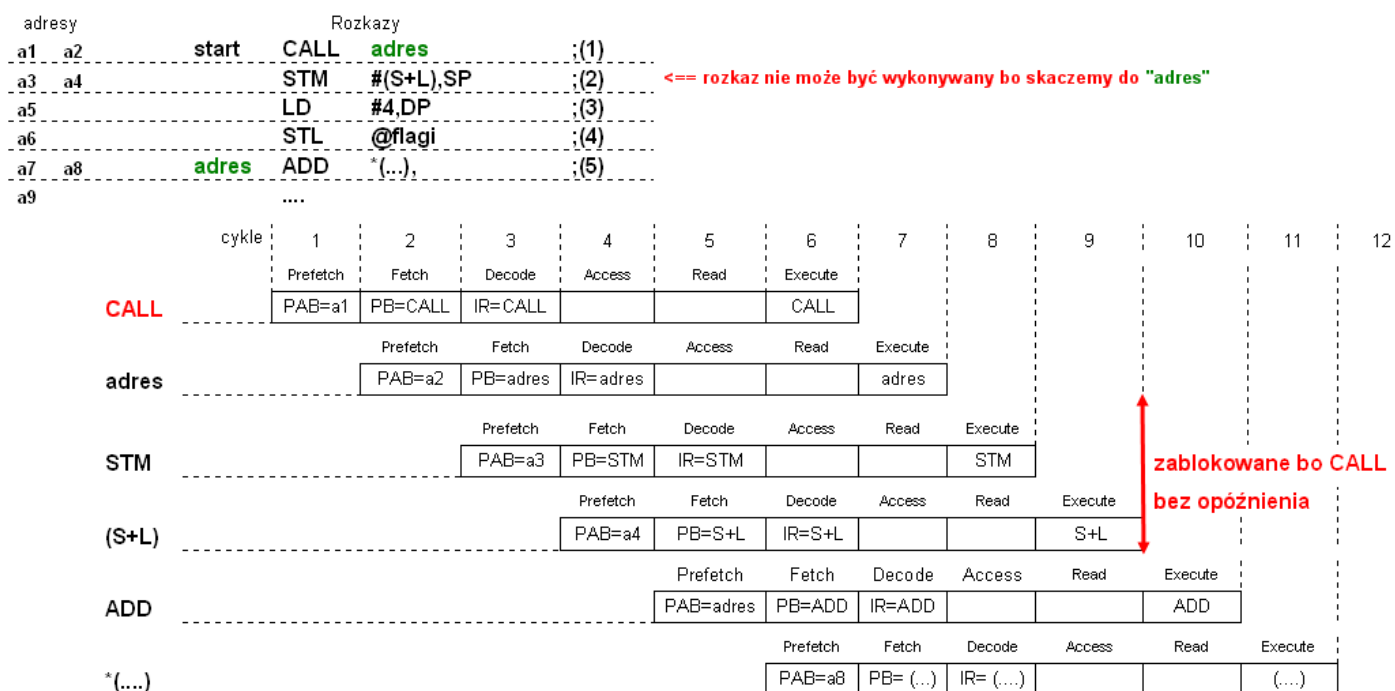 adresy Rozkazy
a1 a2 start CALL adres ;(1)
a3 a4 STM #(S+L),SP ;(2) <== rozkaz nie może być wykonywany bo skaczemy do "adres"
a5 LD #4,DP ;(3)
a6 STL @flagi ;(4)
a7 a8 adres ADD *(...), ;(5)
a9 ....
cykle 1 2 3 4 5 6 7 8 9 10 11 12
Prefetch Fetch Decode Access Read Execute
CALL PAB=a1 PB=CALL IR=CALL CALL
Prefetch Fetch Decode Access Read Execute
adres PAB=a2 PB=adres IR=adres adres
Prefetch Fetch Decode Access Read Execute
STM PAB=a3 PB=STM IR=STM STM zablokowane bo CALL
Prefetch Fetch Decode Access Read Execute bez opóźnienia
(S+L) PAB=a4 PB=S+L IR=S+L S+L
Prefetch Fetch Decode Access Read Execute
ADD PAB=adres PB=ADD IR=ADD ADD
Prefetch Fetch Decode Access Read Execute
*(....) PAB=a8 PB= (...) IR= (....) (....)